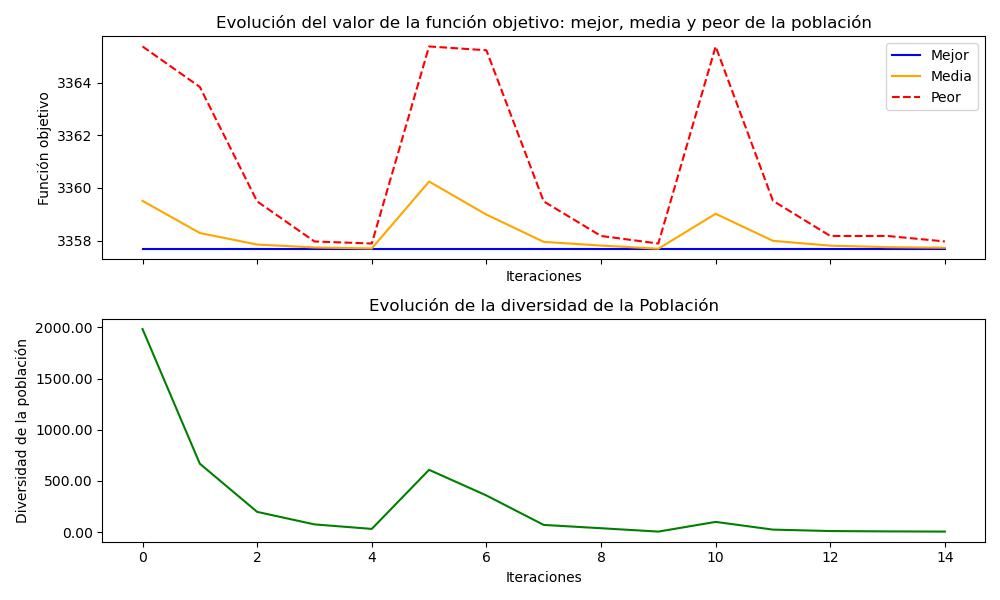 Evolución del valor de la función objetivo: mejor, media y peor de la población
Función objetivo
3364
3362
3360
3358
Mejor
Media
Peor
Iteraciones
Evolución de la diversidad de la Población
Diversidad de la población
2000.00
1500.00
1000.00
500.00
0.00
0 2 4 6 8 10 12 14
Iteraciones